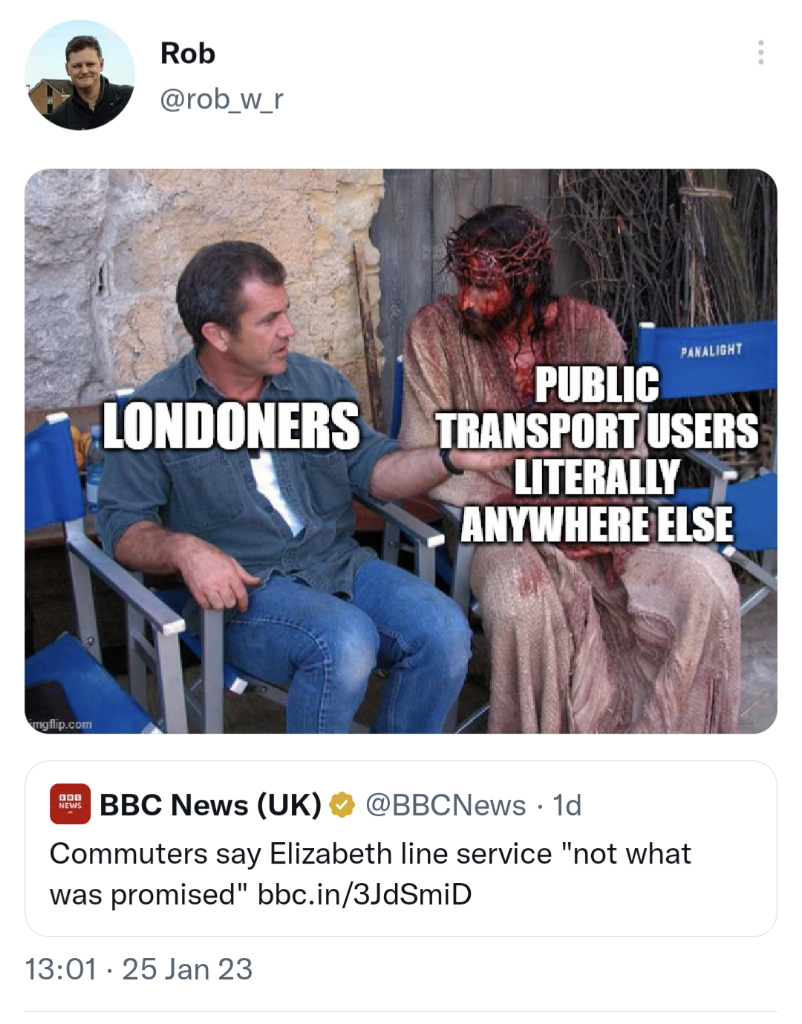 Rob
@rob_w_r
PANALIGHT
LONDONERS
PUBLIC
TRANSPORT USERS
LITERALLY
ANYWHERE ELSE
imgflip.com
BBC NEWS
BBC News (UK) @BBCNews · 1d
Commuters say Elizabeth line service "not what
was promised" bbc.in/3JdSmiD
13:01 · 25 Jan 23